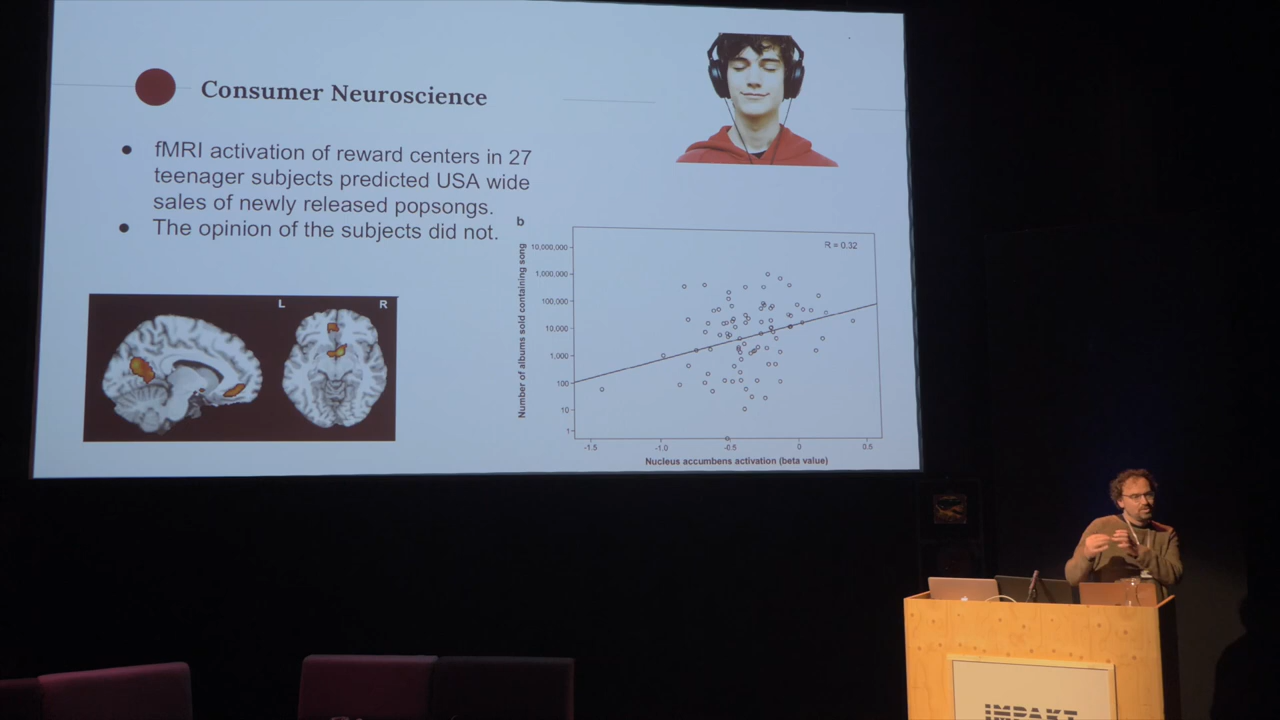 Consumer Neuroscience
• fMRI activation of reward centers in 27
teenager subjects predicted USA wide
sales of newly released popsongs.
• The opinion of the subjects did not.
L
R
b
R = 0.32
Number of albums sold containing song
10,000,000
1,000,000
100,000
10,000
1,000
100
10
1
-1.5
-1.0
-0.5
0
0.5
Nucleus accumbens activation (beta value)
IMPAKT